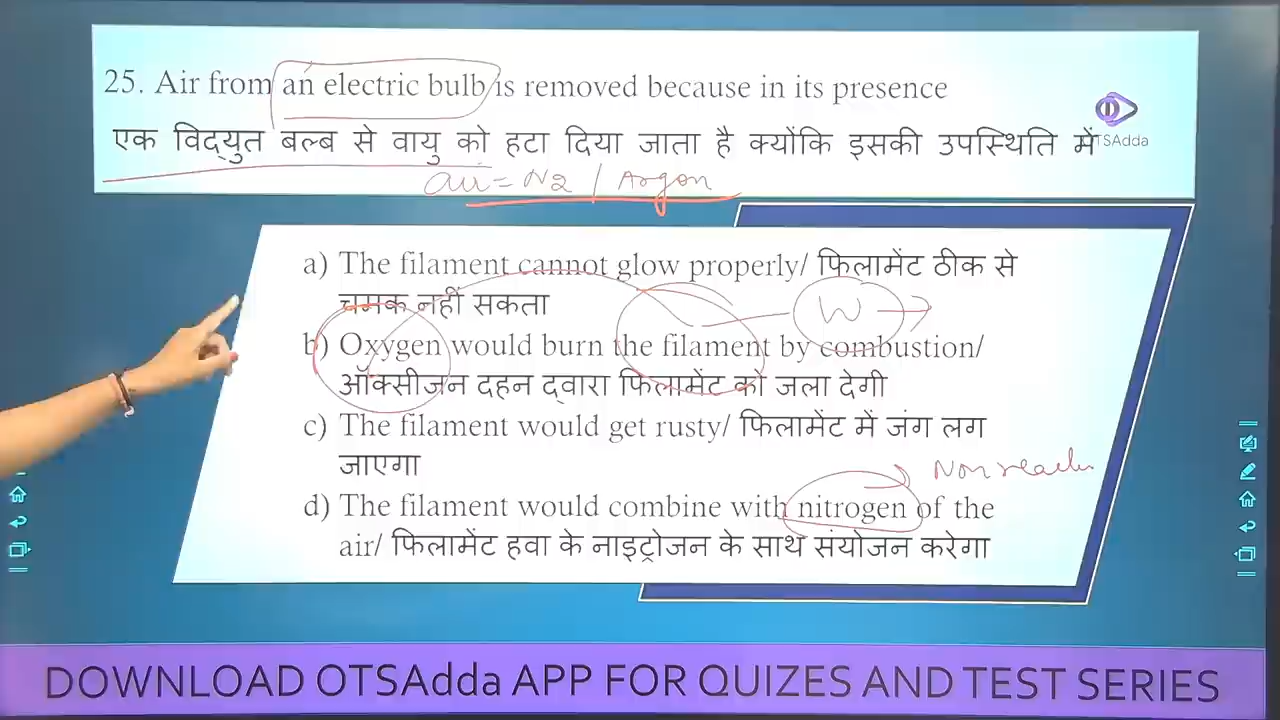 25. Air from an electric bulb is removed because in its presence
एक विद्युत बल्ब से वायु को हटा दिया जाता है क्योंकि इसकी उपस्थिति में
TSAdda
air = N2 / Argon
a) The filament cannot glow properly/ फिलामेंट ठीक से
चमक नहीं सकता
W
b) Oxygen would burn the filament by combustion/
ऑक्सीजन दहन द्वारा फिलामेंट को जला देगी
c) The filament would get rusty/ फिलामेंट में जंग लग
जाएगा
Non
d) The filament would combine with nitrogen of the
air/ फिलामेंट हवा के नाइट्रोजन के साथ संयोजन करेगा
DOWNLOAD OTSAdda APP FOR QUIZES AND TEST SERIES